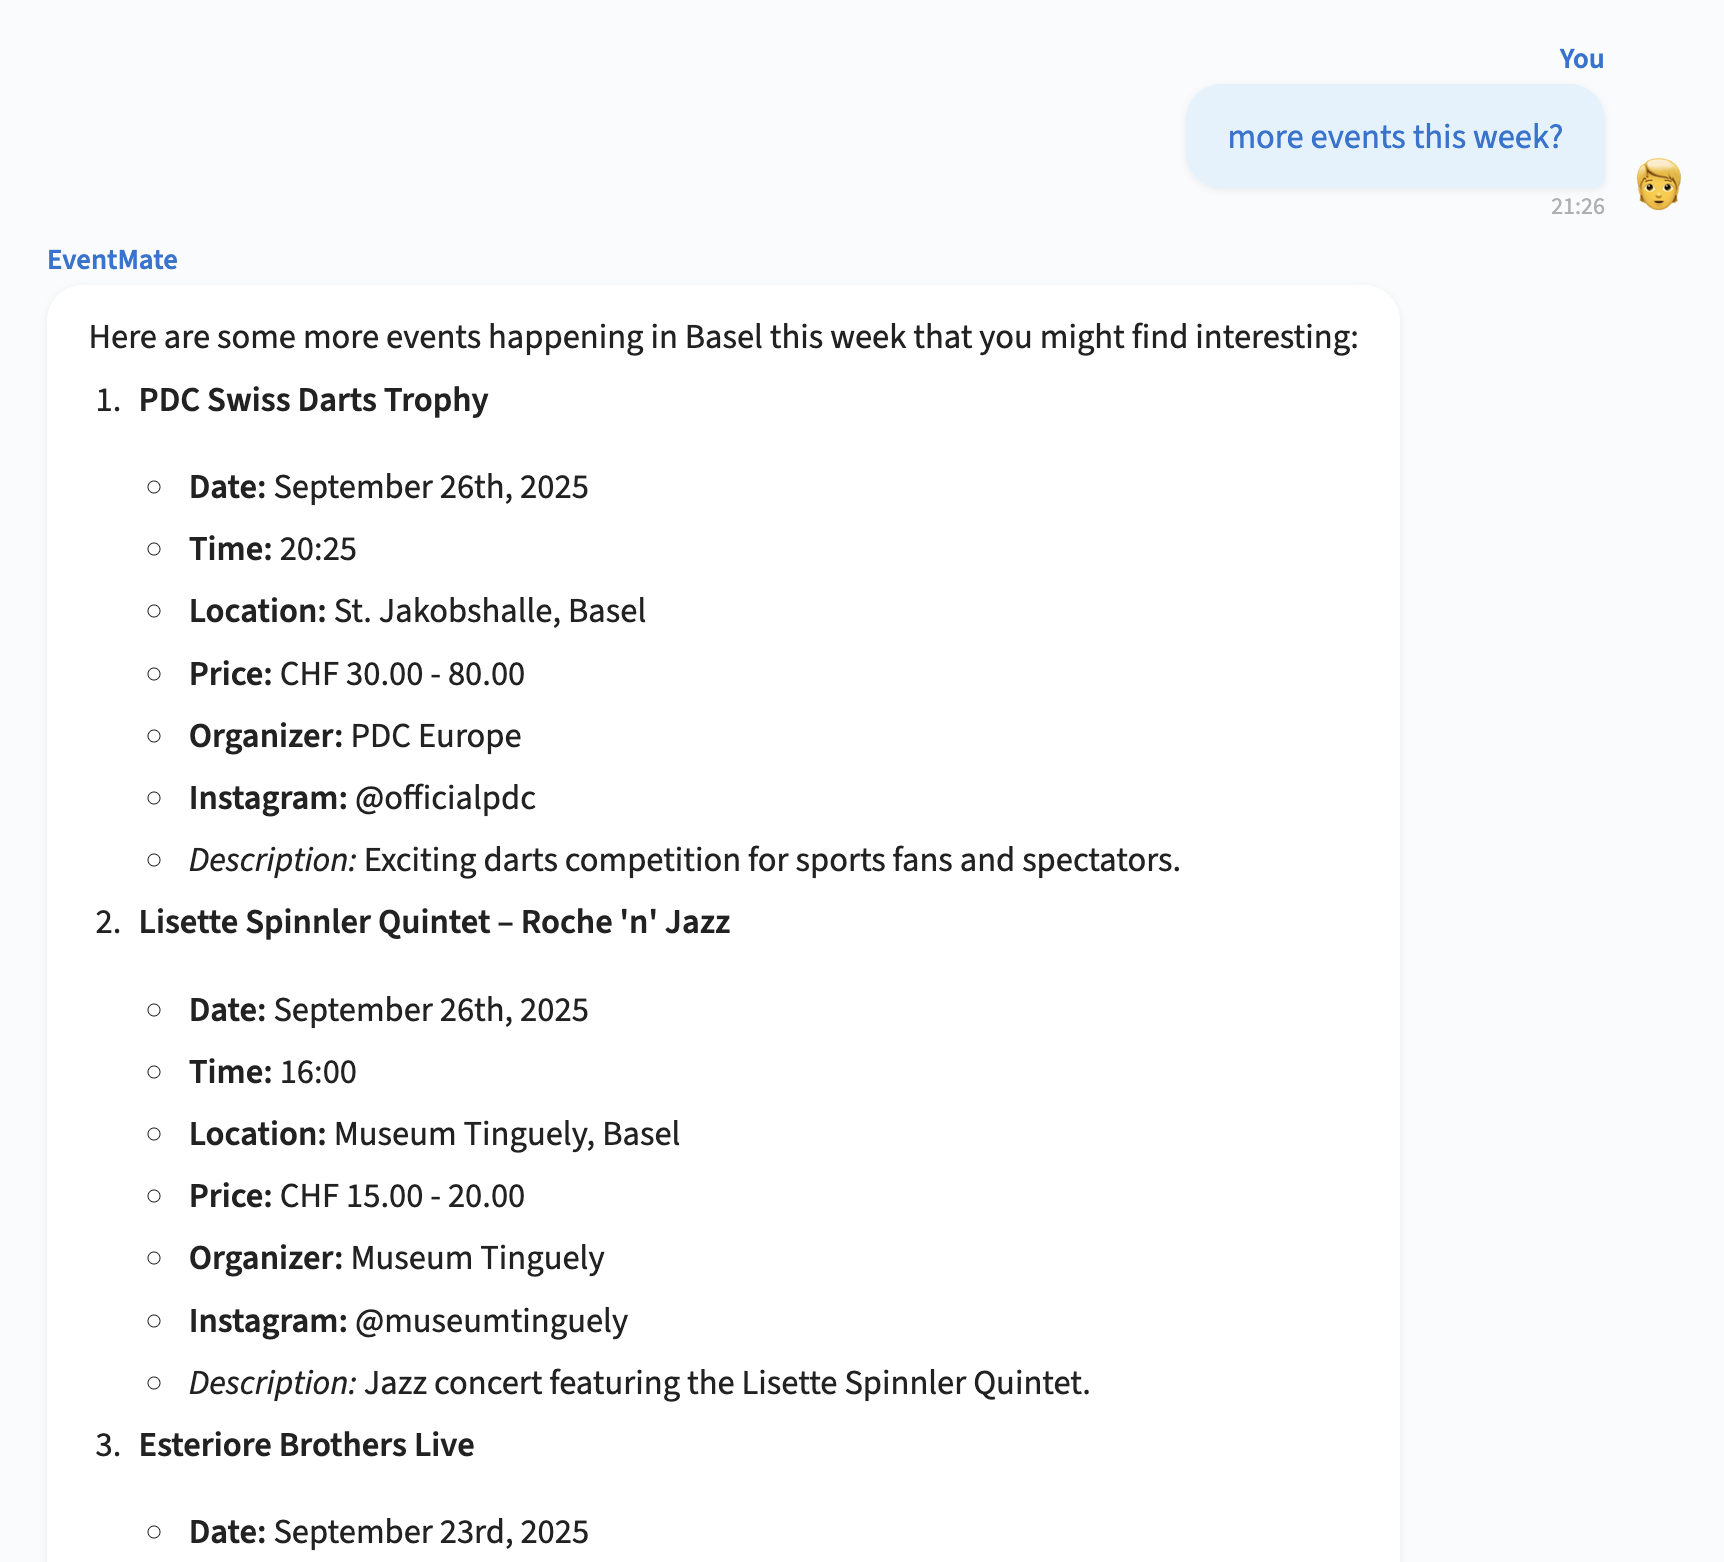 You
more events this week?
21:26
EventMate
Here are some more events happening in Basel this week that you might find interesting:
1. PDC Swiss Darts Trophy
○ Date: September 26th, 2025
○ Time: 20:25
○ Location: St. Jakobshalle, Basel
○ Price: CHF 30.00 - 80.00
○ Organizer: PDC Europe
○ Instagram: @officialpdc
○ Description: Exciting darts competition for sports fans and spectators.
2. Lisette Spinnler Quintet – Roche 'n' Jazz
○ Date: September 26th, 2025
○ Time: 16:00
○ Location: Museum Tinguely, Basel
○ Price: CHF 15.00 - 20.00
○ Organizer: Museum Tinguely
○ Instagram: @museumtinguely
○ Description: Jazz concert featuring the Lisette Spinnler Quintet.
3. Esteriore Brothers Live
○ Date: September 23rd, 2025